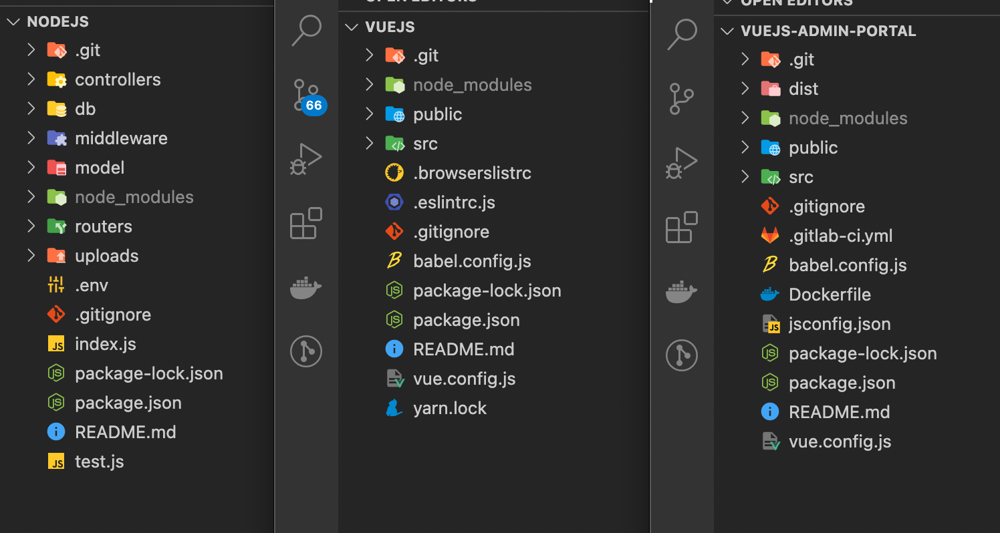 NODEJS
.git
controllers
db
middleware
model
node_modules
routers
uploads
.env
.gitignore
index.js
package-lock.json
package.json
README.md
test.js
66
OPEN EDITORS
VUEJS
.git
node_modules
public
src
.browserslistrc
.eslintrc.js
.gitignore
babel.config.js
package-lock.json
package.json
README.md
vue.config.js
yarn.lock
OPEN EDITORS
VUEJS-ADMIN-PORTAL
.git
dist
node_modules
public
src
.gitignore
.gitlab-ci.yml
babel.config.js
Dockerfile
jsconfig.json
package-lock.json
package.json
README.md
vue.config.js